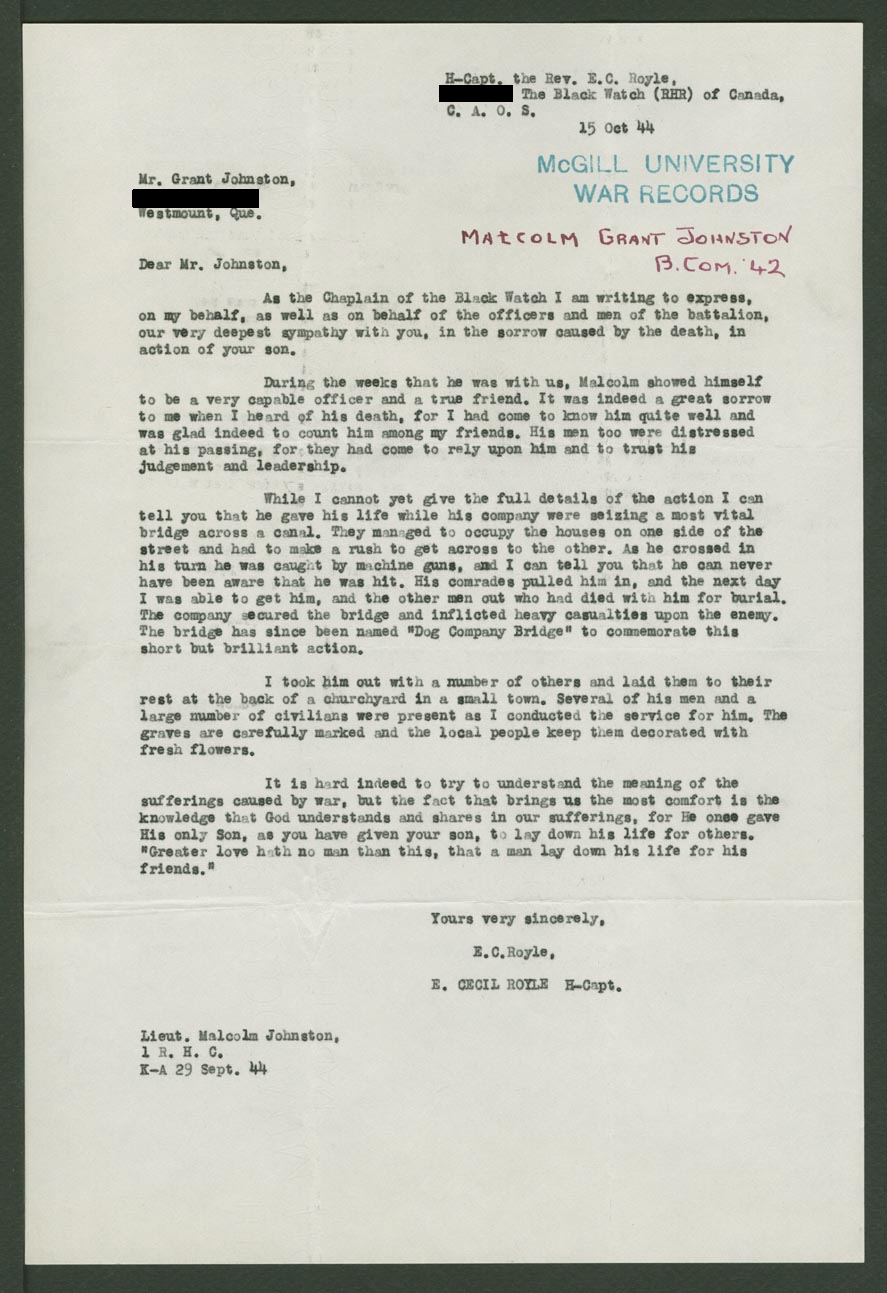 H-Capt. the Rev. E.C. Royle,
The Black Watch (RHR) of Canada,
C. A. O. S.
15 Oct 44
McGILL UNIVERSITY
WAR RECORDS
Mr. Grant Johnston,
Westmount, Que.
MALCOLM GRANT JOHNSTON
B.COM. '42
Dear Mr. Johnston,
As the Chaplain of the Black Watch I am writing to express,
on my behalf, as well as on behalf of the officers and men of the battalion,
our very deepest sympathy with you, in the sorrow caused by the death, in
action of your son.
During the weeks that he was with us, Malcolm showed himself
to be a very capable officer and a true friend. It was indeed a great sorrow
to me when I heard of his death, for I had come to know him quite well and
was glad indeed to count him among my friends. His men too were distressed
at his passing, for they had come to rely upon him and to trust his
judgement and leadership.
While I cannot yet give the full details of the action I can
tell you that he gave his life while his company were seizing a most vital
bridge across a canal. They managed to occupy the houses on one side of the
street and had to make a rush to get across to the other. As he crossed in
his turn he was caught by machine guns, and I can tell you that he can never
have been aware that he was hit. His comrades pulled him in, and the next day
I was able to get him, and the other men out who had died with him for burial.
The company secured the bridge and inflicted heavy casualties upon the enemy.
The bridge has since been named "Dog Company Bridge" to commemorate this
short but brilliant action.
I took him out with a number of others and laid them to their
rest at the back of a churchyard in a small town. Several of his men and a
large number of civilians were present as I conducted the service for him. The
graves are carefully marked and the local people keep them decorated with
fresh flowers.
It is hard indeed to try to understand the meaning of the
sufferings caused by war, but the fact that brings us the most comfort is the
knowledge that God understands and shares in our sufferings, for He once gave
His only Son, as you have given your son, to lay down his life for others.
"Greater love hath no man than this, that a man lay down his life for his
friends."
Yours very sincerely,
E.C.Royle,
E. CECIL ROYLE H-Capt.
Lieut. Malcolm Johnston,
1 R. H. C.
K-A 29 Sept. 44